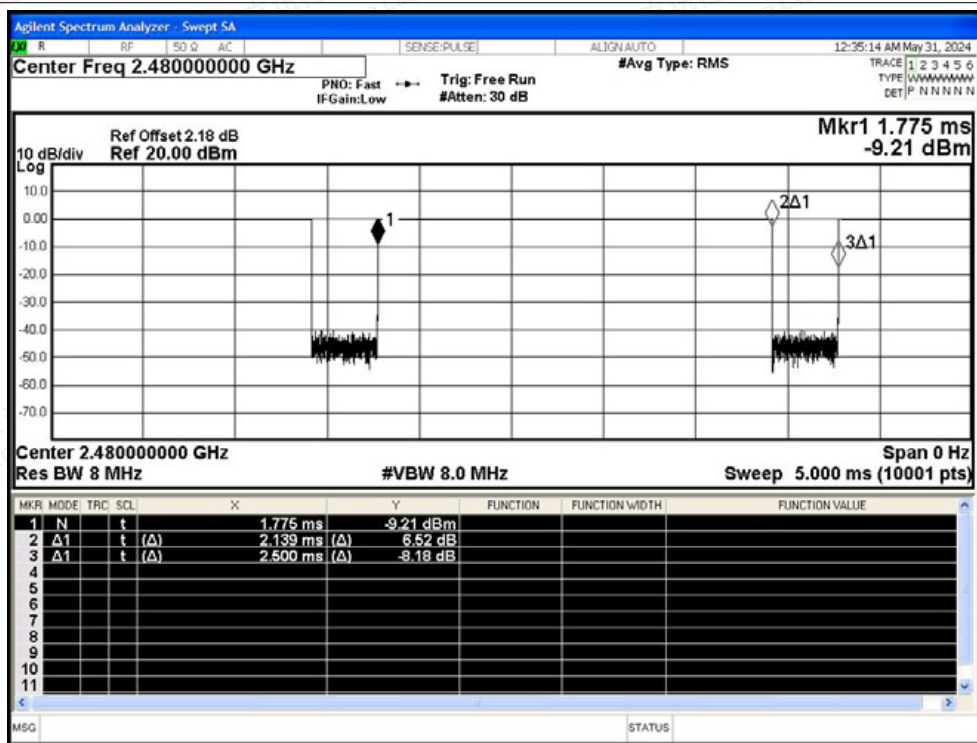 Agilent Spectrum Analyzer - Swept SA
R RF 50 Ω AC SENSE:PULSE ALIGNAUTO 12:35:14 AM May 31, 2024
Center Freq 2.480000000 GHz #Avg Type: RMS TRACE 1 2 3 4 5 6
PNO: Fast Trig: Free Run TYPE WWWWWW
IFGain:Low #Atten: 30 dB DET P N N N N N
Mkr1 1.775 ms
Ref Offset 2.18 dB
10 dB/div Ref 20.00 dBm -9.21 dBm
Log
10.0
0.00
-10.0
-20.0
-30.0
-40.0
-50.0
-60.0
-70.0
1
2Δ1
3Δ1
Center 2.480000000 GHz Span 0 Hz
Res BW 8 MHz #VBW 8.0 MHz Sweep 5.000 ms (10001 pts)
MKR MODE TRC SCL X Y FUNCTION FUNCTION WIDTH FUNCTION VALUE
1 N t 1.775 ms -9.21 dBm
2 Δ1 t (Δ) 2.139 ms (Δ) 6.52 dB
3 Δ1 t (Δ) 2.500 ms (Δ) -8.18 dB
4
5
6
7
8
9
10
11
MSG STATUS